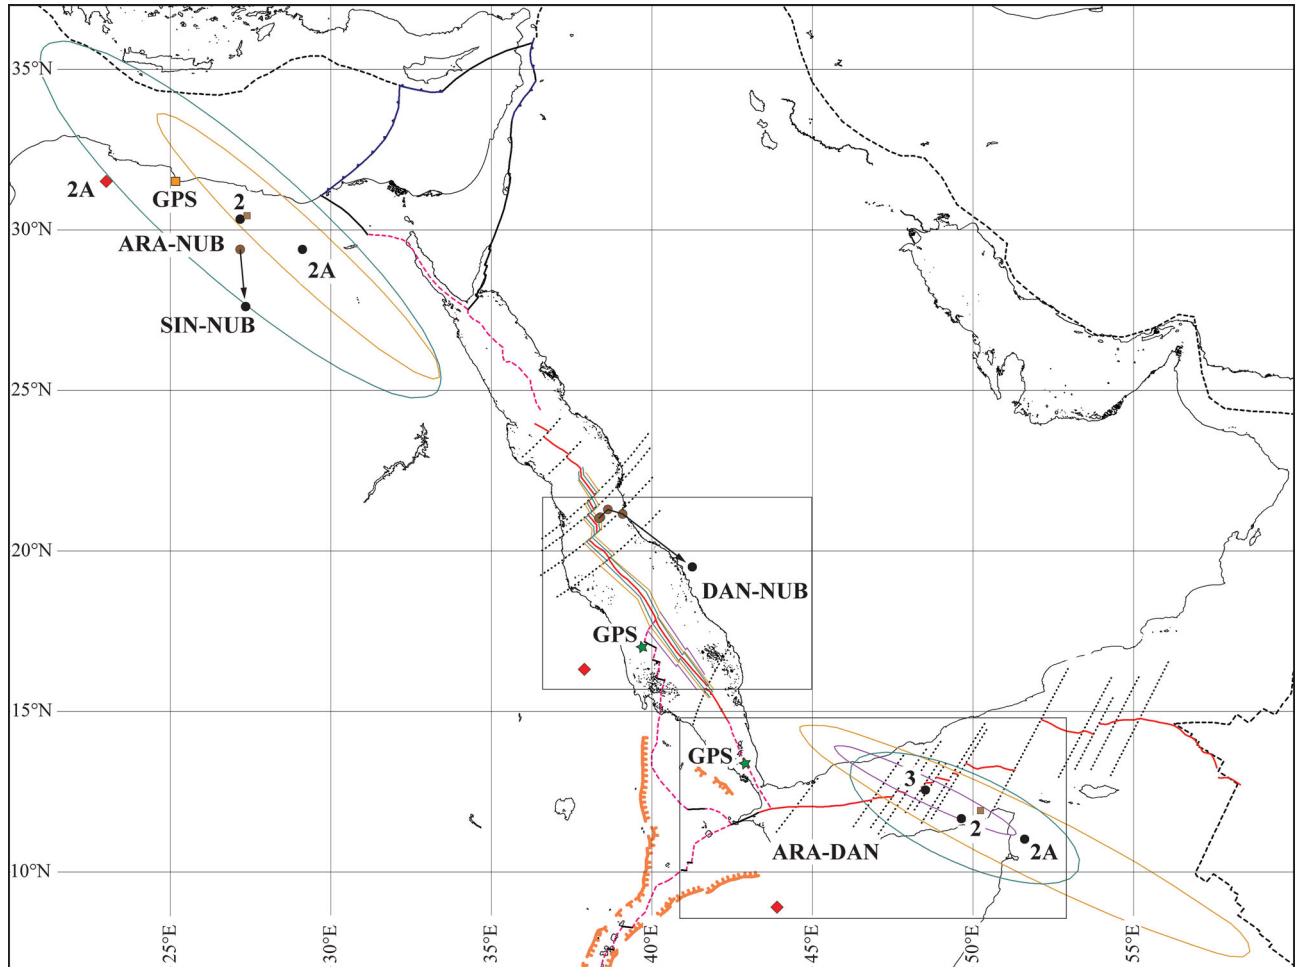 35°N
2A
GPS
2
30°N
ARA-NUB
2A
SIN-NUB
25°N
20°N
DAN-NUB
GPS
15°N
GPS
3
2
ARA-DAN
2A
10°N
25°E
30°E
35°E
40°E
45°E
50°E
55°E